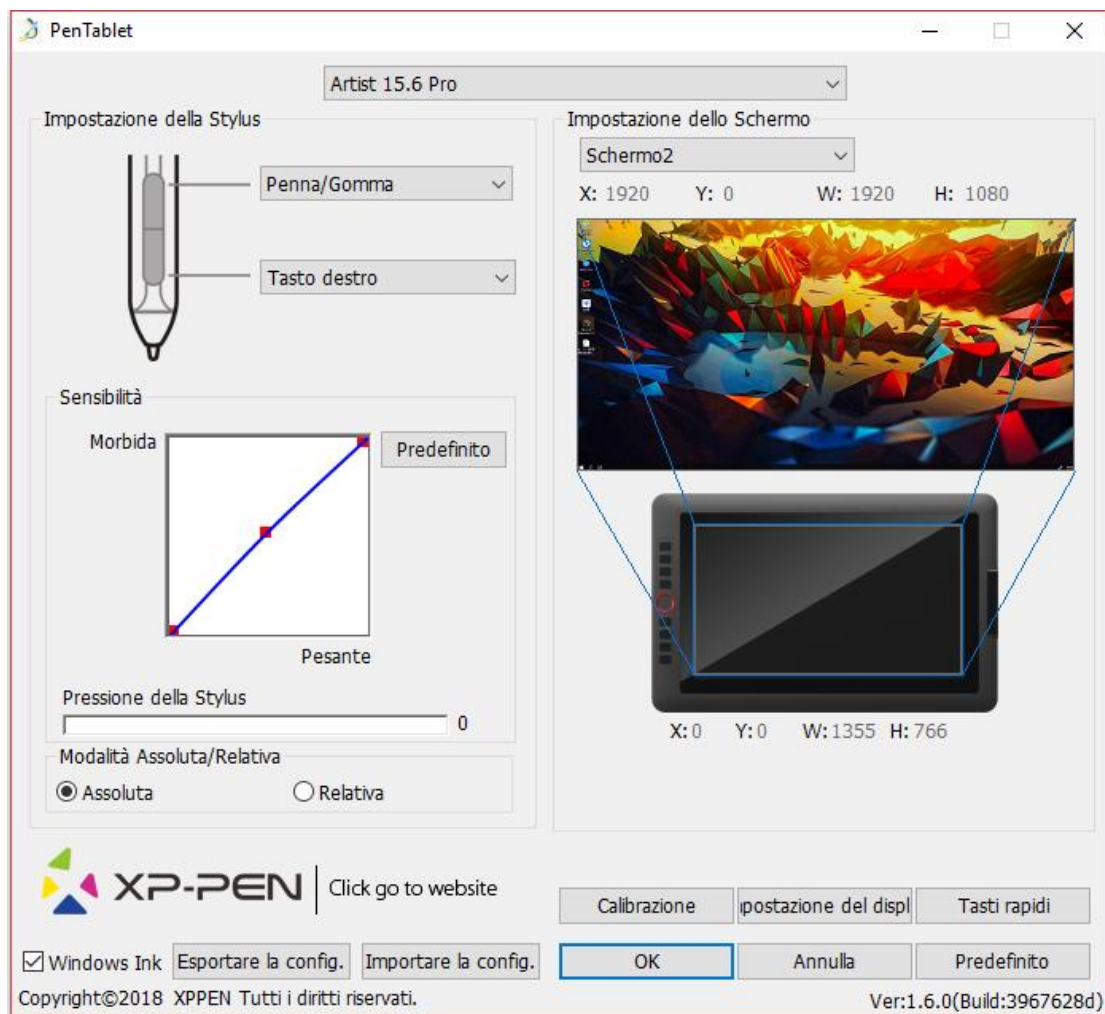 PenTablet
Artist 15.6 Pro
Impostazione della Stylus
Penna/Gomma
Tasto destro
Sensibilità
Morbida
Predefinito
Pesante
Pressione della Stylus
0
Modalità Assoluta/Relativa
Assoluta
Relativa
Impostazione dello Schermo
Schermo2
X: 1920 Y: 0 W: 1920 H: 1080
X: 0 Y: 0 W: 1355 H: 766
XP-PEN
Click go to website
Calibrazione
postazione del displ
Tasti rapidi
Windows Ink
Esportare la config.
Importare la config.
OK
Annulla
Predefinito
Copyright©2018 XPPEN Tutti i diritti riservati.
Ver:1.6.0(Build:3967628d)